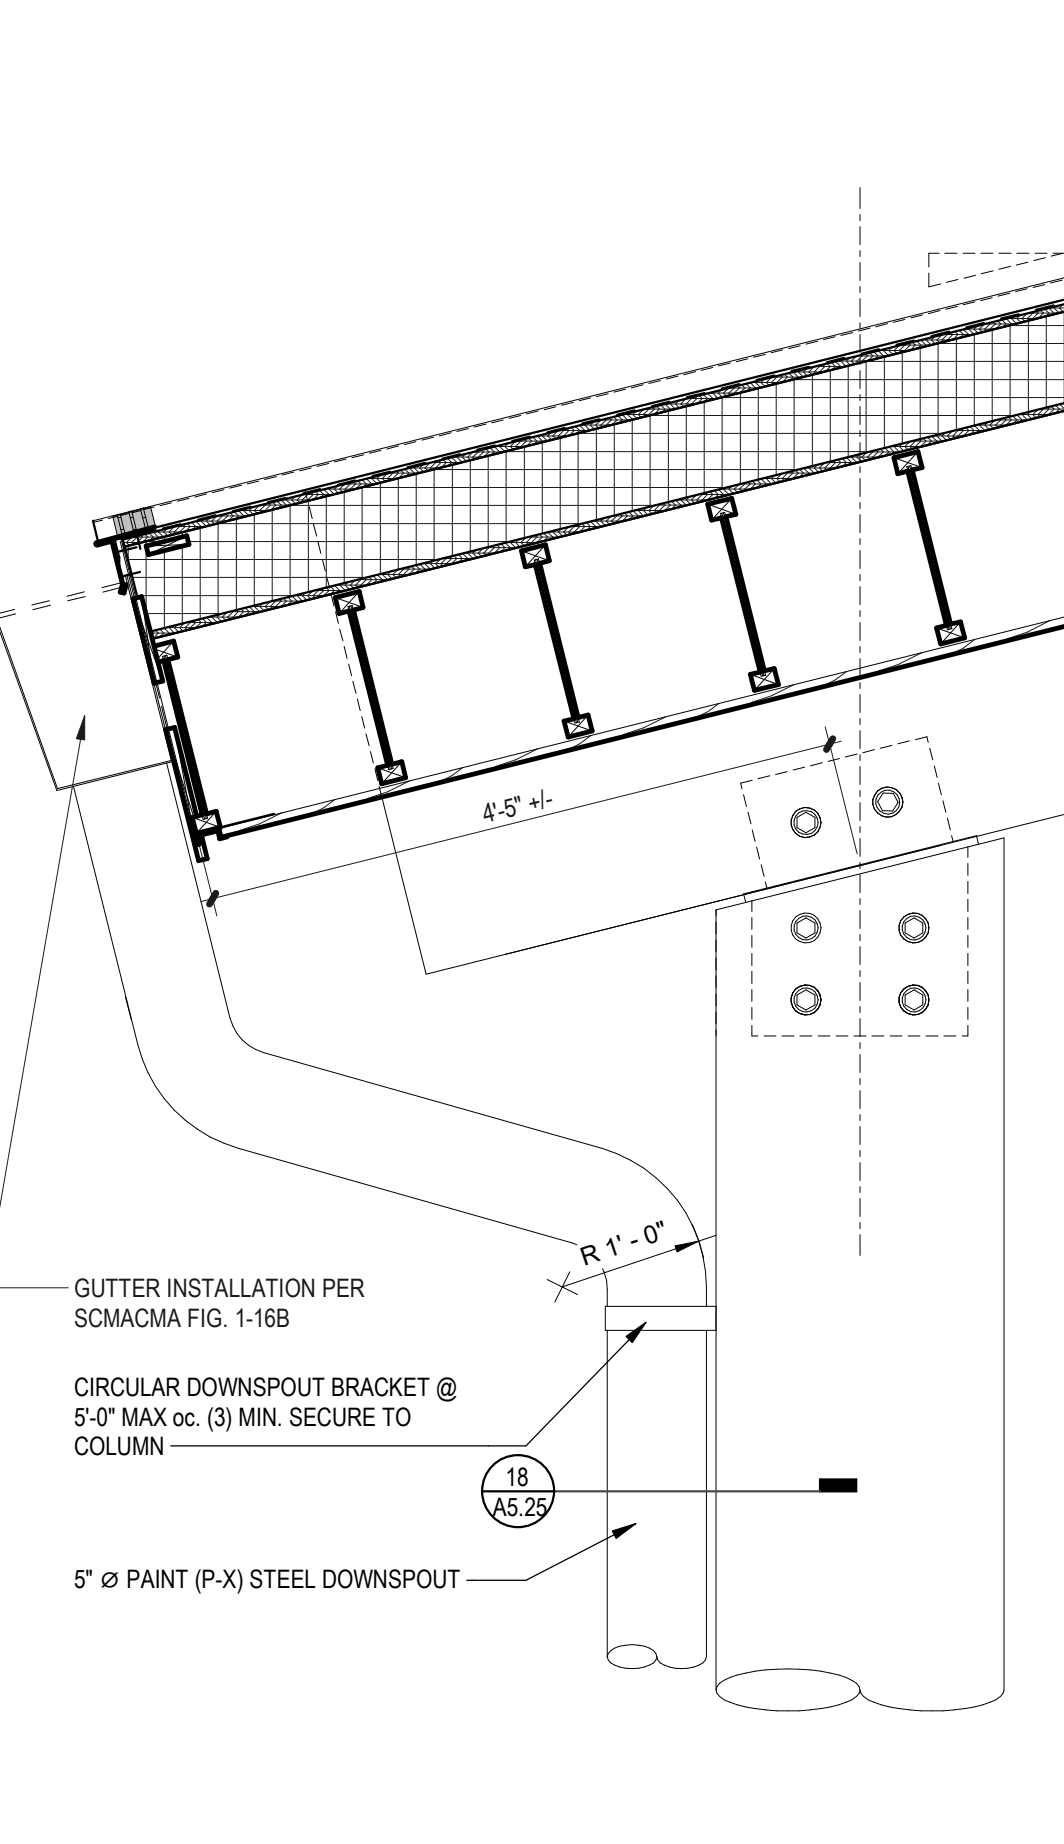 4'-5" +/-
R 1' - 0"
GUTTER INSTALLATION PER
SCMACMA FIG. 1-16B
CIRCULAR DOWNSPOUT BRACKET @
5'-0" MAX oc. (3) MIN. SECURE TO
COLUMN
18
A5.25
5" Ø PAINT (P-X) STEEL DOWNSPOUT